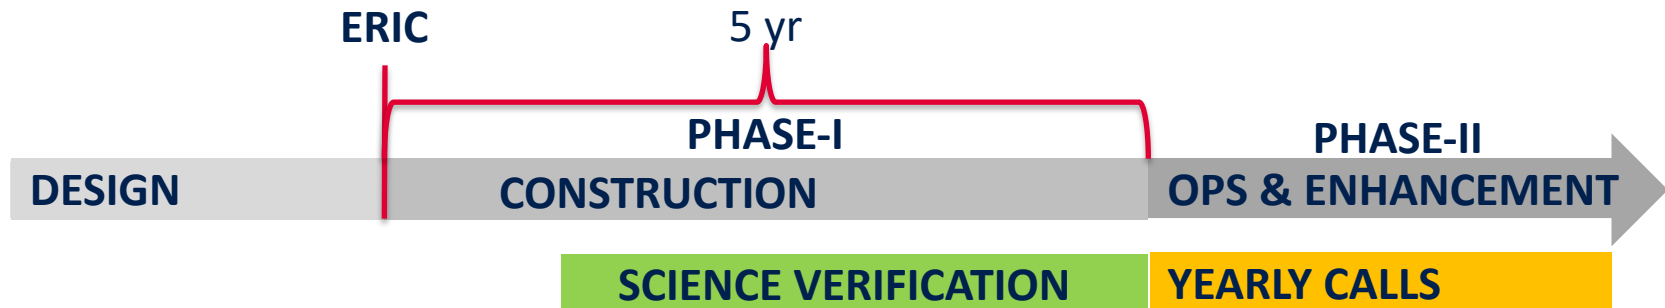 ERIC
5 yr
PHASE-I
PHASE-II
DESIGN
CONSTRUCTION
OPS & ENHANCEMENT
SCIENCE VERIFICATION
YEARLY CALLS